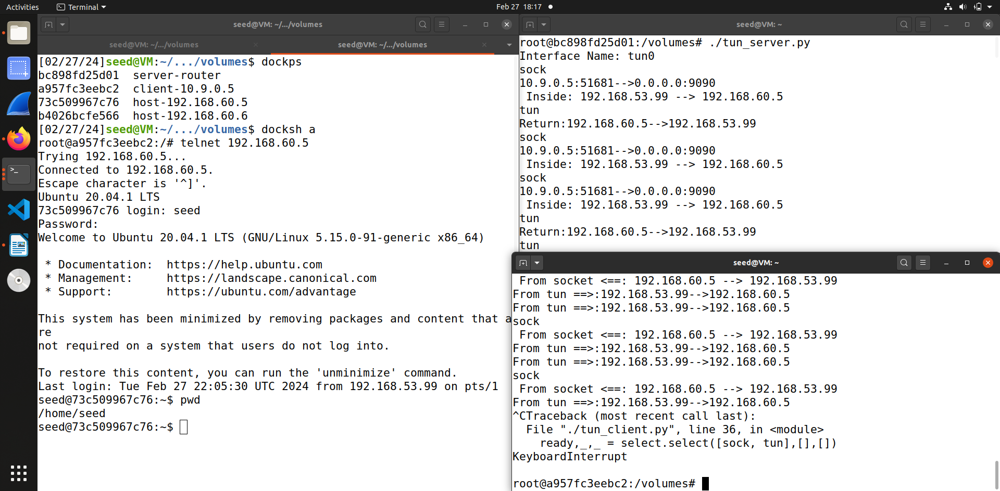 Activities
Terminal
Feb 27 18:17
seed@VM: ~/.../volumes
seed@VM: ~/.../volumes
seed@VM: ~/.../volumes
[02/27/24]seed@VM:~/.../volumes$ dockps
bc898fd25d01  server-router
a957fc3eebc2  client-10.9.0.5
73c509967c76  host-192.168.60.5
b4026bcfe566  host-192.168.60.6
[02/27/24]seed@VM:~/.../volumes$ docksh a
root@a957fc3eebc2:/# telnet 192.168.60.5
Trying 192.168.60.5...
Connected to 192.168.60.5.
Escape character is '^]'.
Ubuntu 20.04.1 LTS
73c509967c76 login: seed
Password:
Welcome to Ubuntu 20.04.1 LTS (GNU/Linux 5.15.0-91-generic x86_64)
 * Documentation:  https://help.ubuntu.com
 * Management:     https://landscape.canonical.com
 * Support:        https://ubuntu.com/advantage
This system has been minimized by removing packages and content that a
re
not required on a system that users do not log into.
To restore this content, you can run the 'unminimize' command.
Last login: Tue Feb 27 22:05:30 UTC 2024 from 192.168.53.99 on pts/1
seed@73c509967c76:~$ pwd
/home/seed
seed@73c509967c76:~$
seed@VM: ~
root@bc898fd25d01:/volumes# ./tun_server.py
Interface Name: tun0
sock
10.9.0.5:51681-->0.0.0.0:9090
 Inside: 192.168.53.99 --> 192.168.60.5
tun
Return:192.168.60.5-->192.168.53.99
sock
10.9.0.5:51681-->0.0.0.0:9090
 Inside: 192.168.53.99 --> 192.168.60.5
sock
10.9.0.5:51681-->0.0.0.0:9090
 Inside: 192.168.53.99 --> 192.168.60.5
tun
Return:192.168.60.5-->192.168.53.99
tun
seed@VM: ~
 From socket <==: 192.168.60.5 --> 192.168.53.99
From tun ==>:192.168.53.99-->192.168.60.5
From tun ==>:192.168.53.99-->192.168.60.5
sock
 From socket <==: 192.168.60.5 --> 192.168.53.99
From tun ==>:192.168.53.99-->192.168.60.5
From tun ==>:192.168.53.99-->192.168.60.5
sock
 From socket <==: 192.168.60.5 --> 192.168.53.99
From tun ==>:192.168.53.99-->192.168.60.5
^CTraceback (most recent call last):
  File "./tun_client.py", line 36, in <module>
    ready,_,_ = select.select([sock, tun],[],[])
KeyboardInterrupt
root@a957fc3eebc2:/volumes#